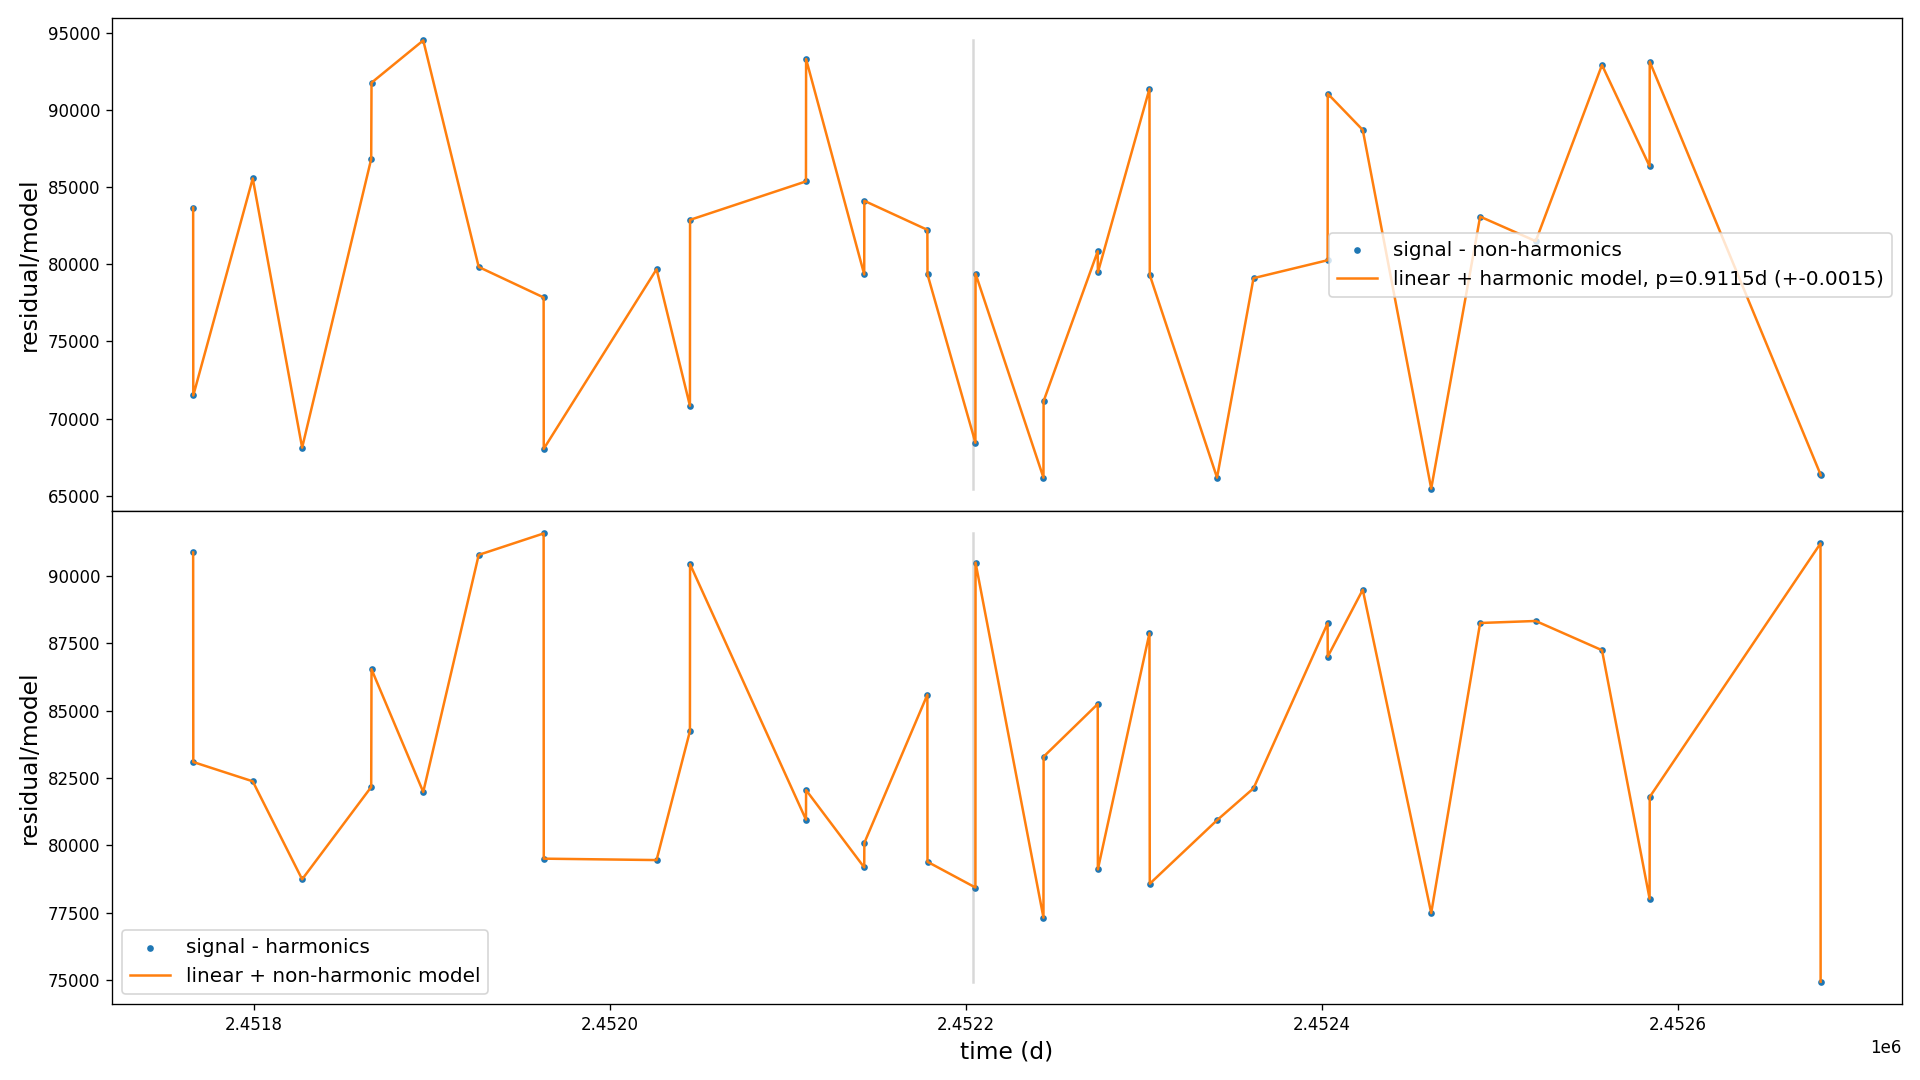 95000
90000
85000
80000
75000
70000
65000
residual/model
signal - non-harmonics
linear + harmonic model, p=0.9115d (+-0.0015)
90000
87500
85000
82500
80000
77500
75000
residual/model
signal - harmonics
linear + non-harmonic model
2.4518
2.4520
2.4522
2.4524
2.4526
1e6
time (d)